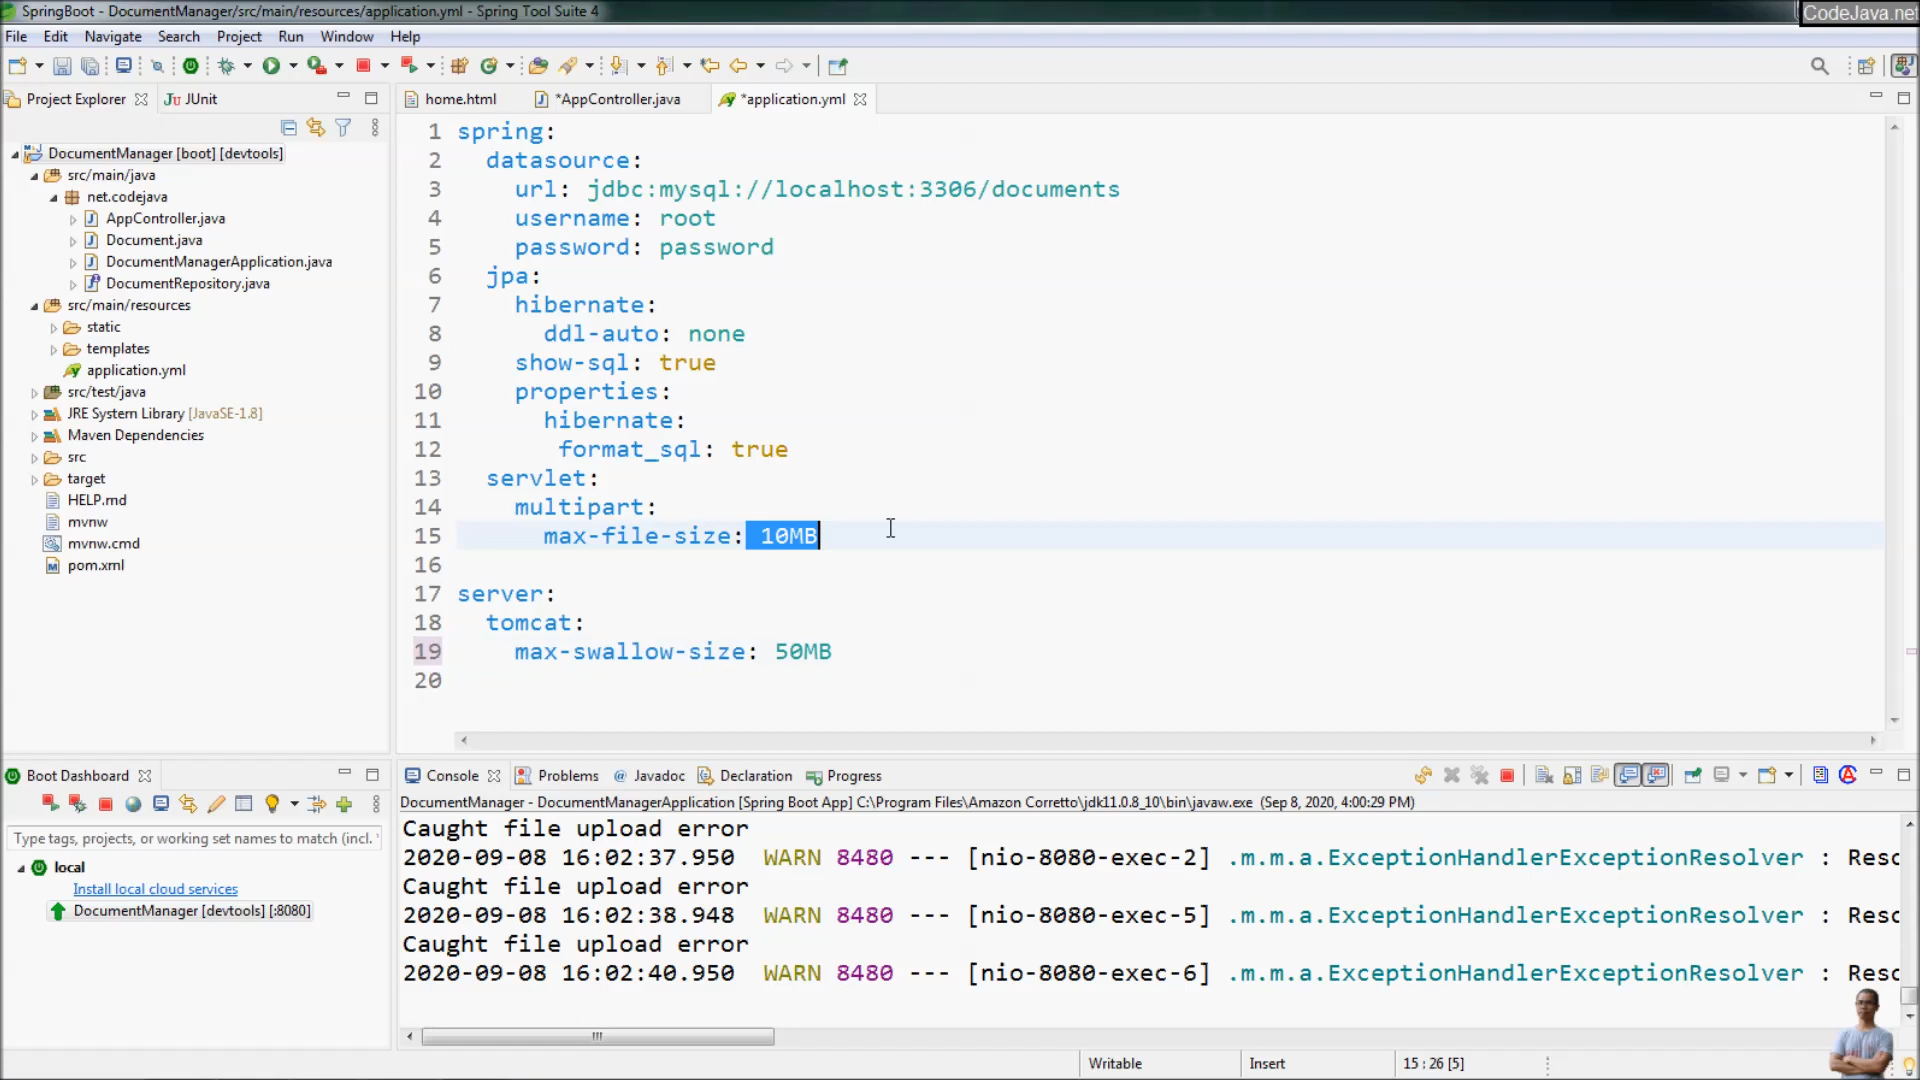 SpringBoot - DocumentManager/src/main/resources/application.yml - Spring Tool Suite 4
CodeJava.net
File Edit Navigate Search Project Run Window Help
Project Explorer
JUnit
home.html
*AppController.java
*application.yml
DocumentManager [boot] [devtools]
src/main/java
net.codejava
AppController.java
Document.java
DocumentManagerApplication.java
DocumentRepository.java
src/main/resources
static
templates
application.yml
src/test/java
JRE System Library [JavaSE-1.8]
Maven Dependencies
src
target
HELP.md
mvnw
mvnw.cmd
pom.xml
1 spring:
2 datasource:
3 url: jdbc:mysql://localhost:3306/documents
4 username: root
5 password: password
6 jpa:
7 hibernate:
8 ddl-auto: none
9 show-sql: true
10 properties:
11 hibernate:
12 format_sql: true
13 servlet:
14 multipart:
15 max-file-size: 10MB
16
17 server:
18 tomcat:
19 max-swallow-size: 50MB
20
Boot Dashboard
Type tags, projects, or working set names to match (incl. 
local
Install local cloud services
DocumentManager [devtools] [:8080]
Console
Problems
Javadoc
Declaration
Progress
DocumentManager - DocumentManagerApplication [Spring Boot App] C:\Program Files\Amazon Corretto\jdk11.0.8_10\bin\javaw.exe (Sep 8, 2020, 4:00:29 PM)
Caught file upload error
2020-09-08 16:02:37.950 WARN 8480 --- [nio-8080-exec-2] .m.m.a.ExceptionHandlerExceptionResolver : Resc
Caught file upload error
2020-09-08 16:02:38.948 WARN 8480 --- [nio-8080-exec-5] .m.m.a.ExceptionHandlerExceptionResolver : Resc
Caught file upload error
2020-09-08 16:02:40.950 WARN 8480 --- [nio-8080-exec-6] .m.m.a.ExceptionHandlerExceptionResolver : Resc
Writable
Insert
15 : 26 [5]